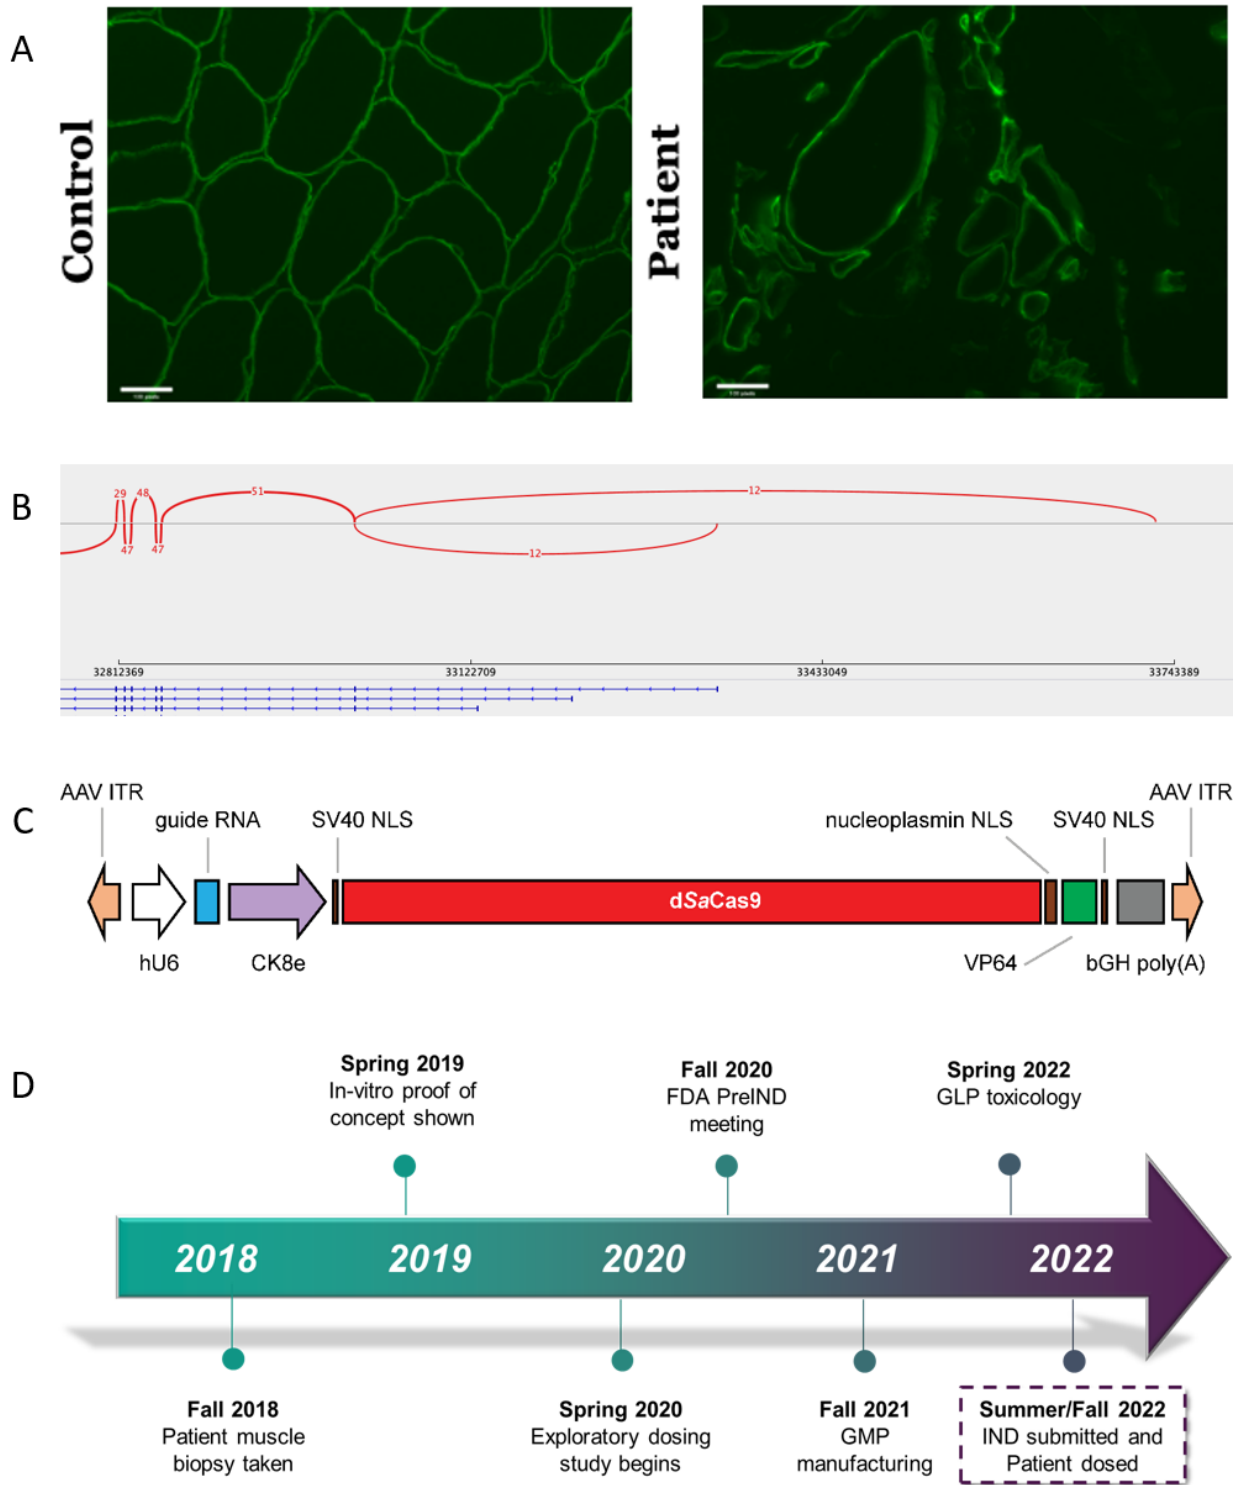 A
Control
Patient
B
29
48
51
12
47
47
12
32812369
33122709
33433049
33743389
C
AAV ITR
AAV ITR
guide RNA
SV40 NLS
nucleoplasmin NLS
SV40 NLS
dSaCas9
hU6
CK8e
VP64
bGH poly(A)
D
Spring 2019
In-vitro proof of
concept shown
Fall 2020
FDA PreIND
meeting
Spring 2022
GLP toxicology
2018
2019
2020
2021
2022
Fall 2018
Patient muscle
biopsy taken
Spring 2020
Exploratory dosing
study begins
Fall 2021
GMP
manufacturing
Summer/Fall 2022
IND submitted and
Patient dosed